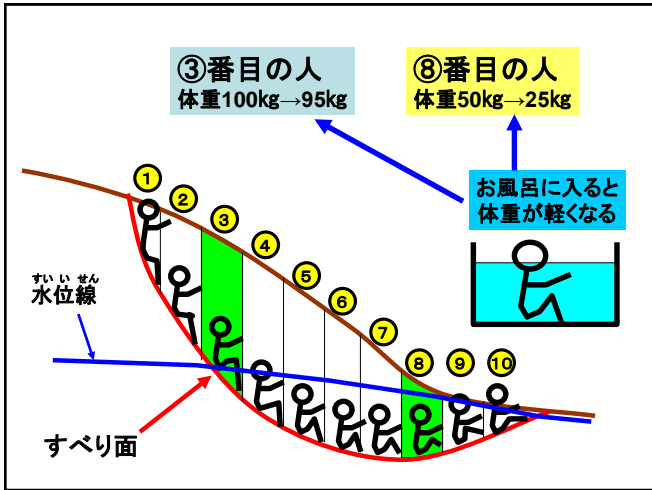 ③番目の人
体重100kg→95kg
⑧番目の人
体重50kg→25kg
お風呂に入ると
体重が軽くなる
①
②
③
④
⑤
⑥
⑦
⑧
⑨
⑩
すいいせん
水位線
すべり面